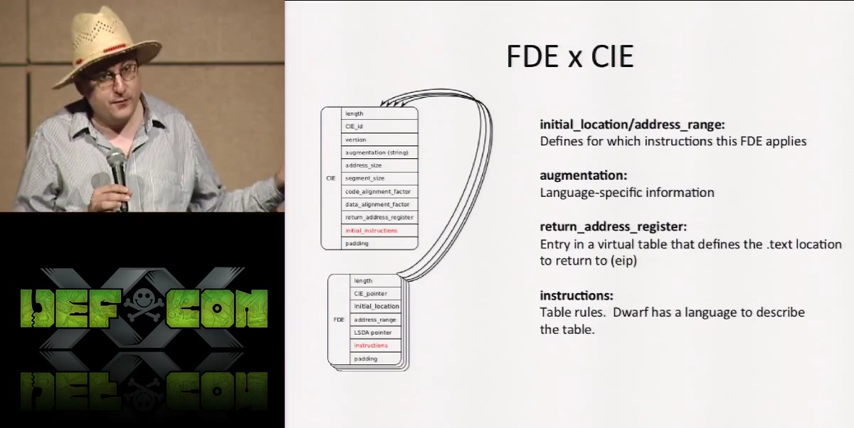 FDE x CIE
CIE
length
CIE_id
version
augmentation (string)
address_size
segment_size
code_alignment_factor
data_alignment_factor
return_address_register
initial_instructions
padding
FDE
length
CIE_pointer
initial_location
address_range
LSDA pointer
instructions
padding
initial_location/address_range:
Defines for which instructions this FDE applies
augmentation:
Language-specific information
return_address_register:
Entry in a virtual table that defines the .text location
to return to (eip)
instructions:
Table rules. Dwarf has a language to describe
the table.
XX
DEF CON